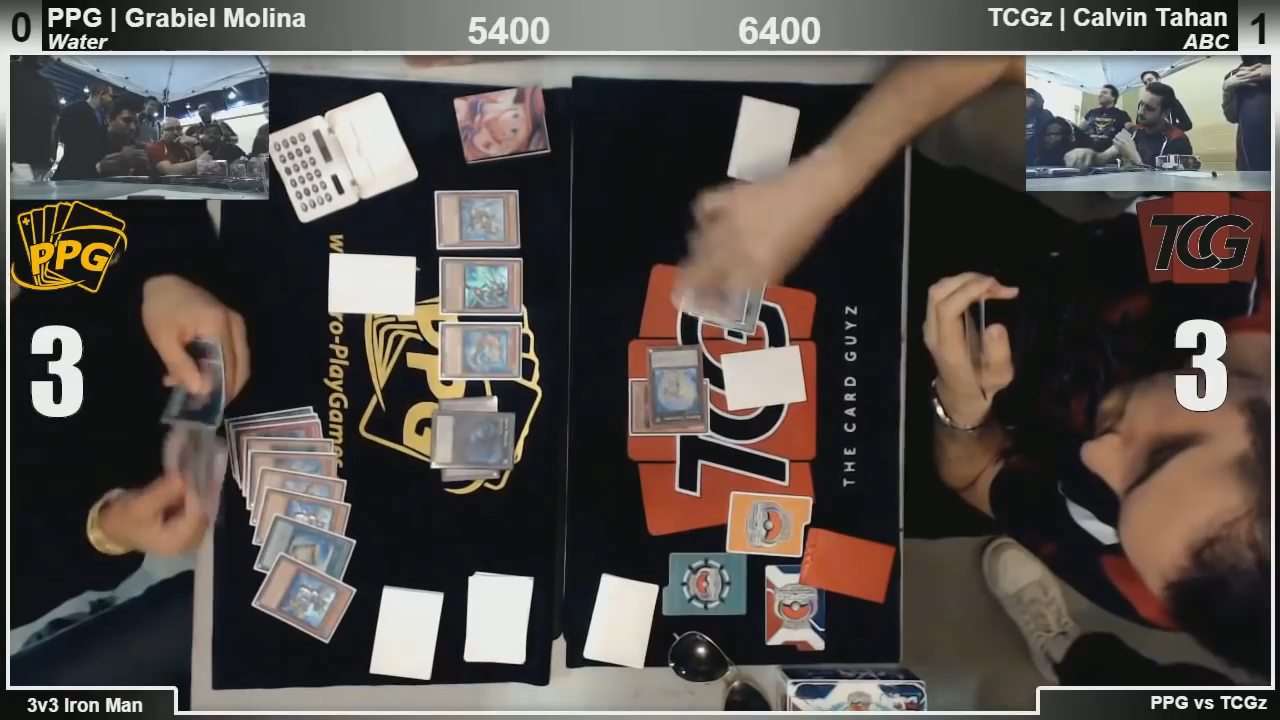 0 PPG | Grabiel Molina 5400 6400 TCGz | Calvin Tahan 1
Water ABC
PPG
TCG
3 3
PPG
TCG
THE CARD GUYZ
3v3 Iron Man PPG vs TCGz